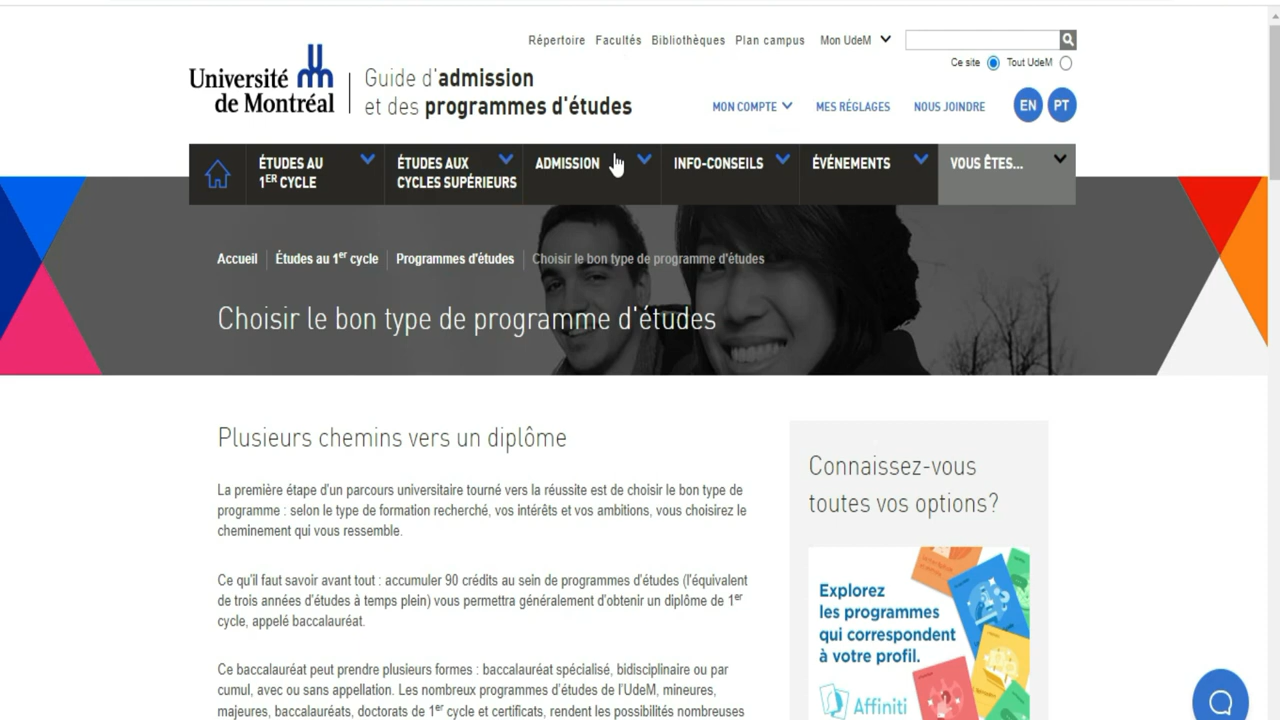 Répertoire Facultés Bibliothèques Plan campus Mon UdeM
Ce site Tout UdeM
Université
de Montréal
Guide d'admission
et des programmes d'études
MON COMPTE MES RÉGLAGES NOUS JOINDRE EN PT
ÉTUDES AU
1ER CYCLE
ÉTUDES AUX
CYCLES SUPÉRIEURS
ADMISSION
INFO-CONSEILS
ÉVÉNEMENTS
VOUS ÊTES...
Accueil Études au 1er cycle Programmes d'études Choisir le bon type de programme d'études
Choisir le bon type de programme d'études
Plusieurs chemins vers un diplôme
La première étape d'un parcours universitaire tourné vers la réussite est de choisir le bon type de
programme : selon le type de formation recherché, vos intérêts et vos ambitions, vous choisirez le
cheminement qui vous ressemble.
Ce qu'il faut savoir avant tout : accumuler 90 crédits au sein de programmes d'études (l'équivalent
de trois années d'études à temps plein) vous permettra généralement d'obtenir un diplôme de 1er
cycle, appelé baccalauréat.
Ce baccalauréat peut prendre plusieurs formes : baccalauréat spécialisé, bidisciplinaire ou par
cumul, avec ou sans appellation. Les nombreux programmes d'études de l'UdeM, mineures,
majeures, baccalauréats, doctorats de 1er cycle et certificats, rendent les possibilités nombreuses
Connaissez-vous
toutes vos options?
Explorez
les programmes
qui correspondent
à votre profil.
Affiniti